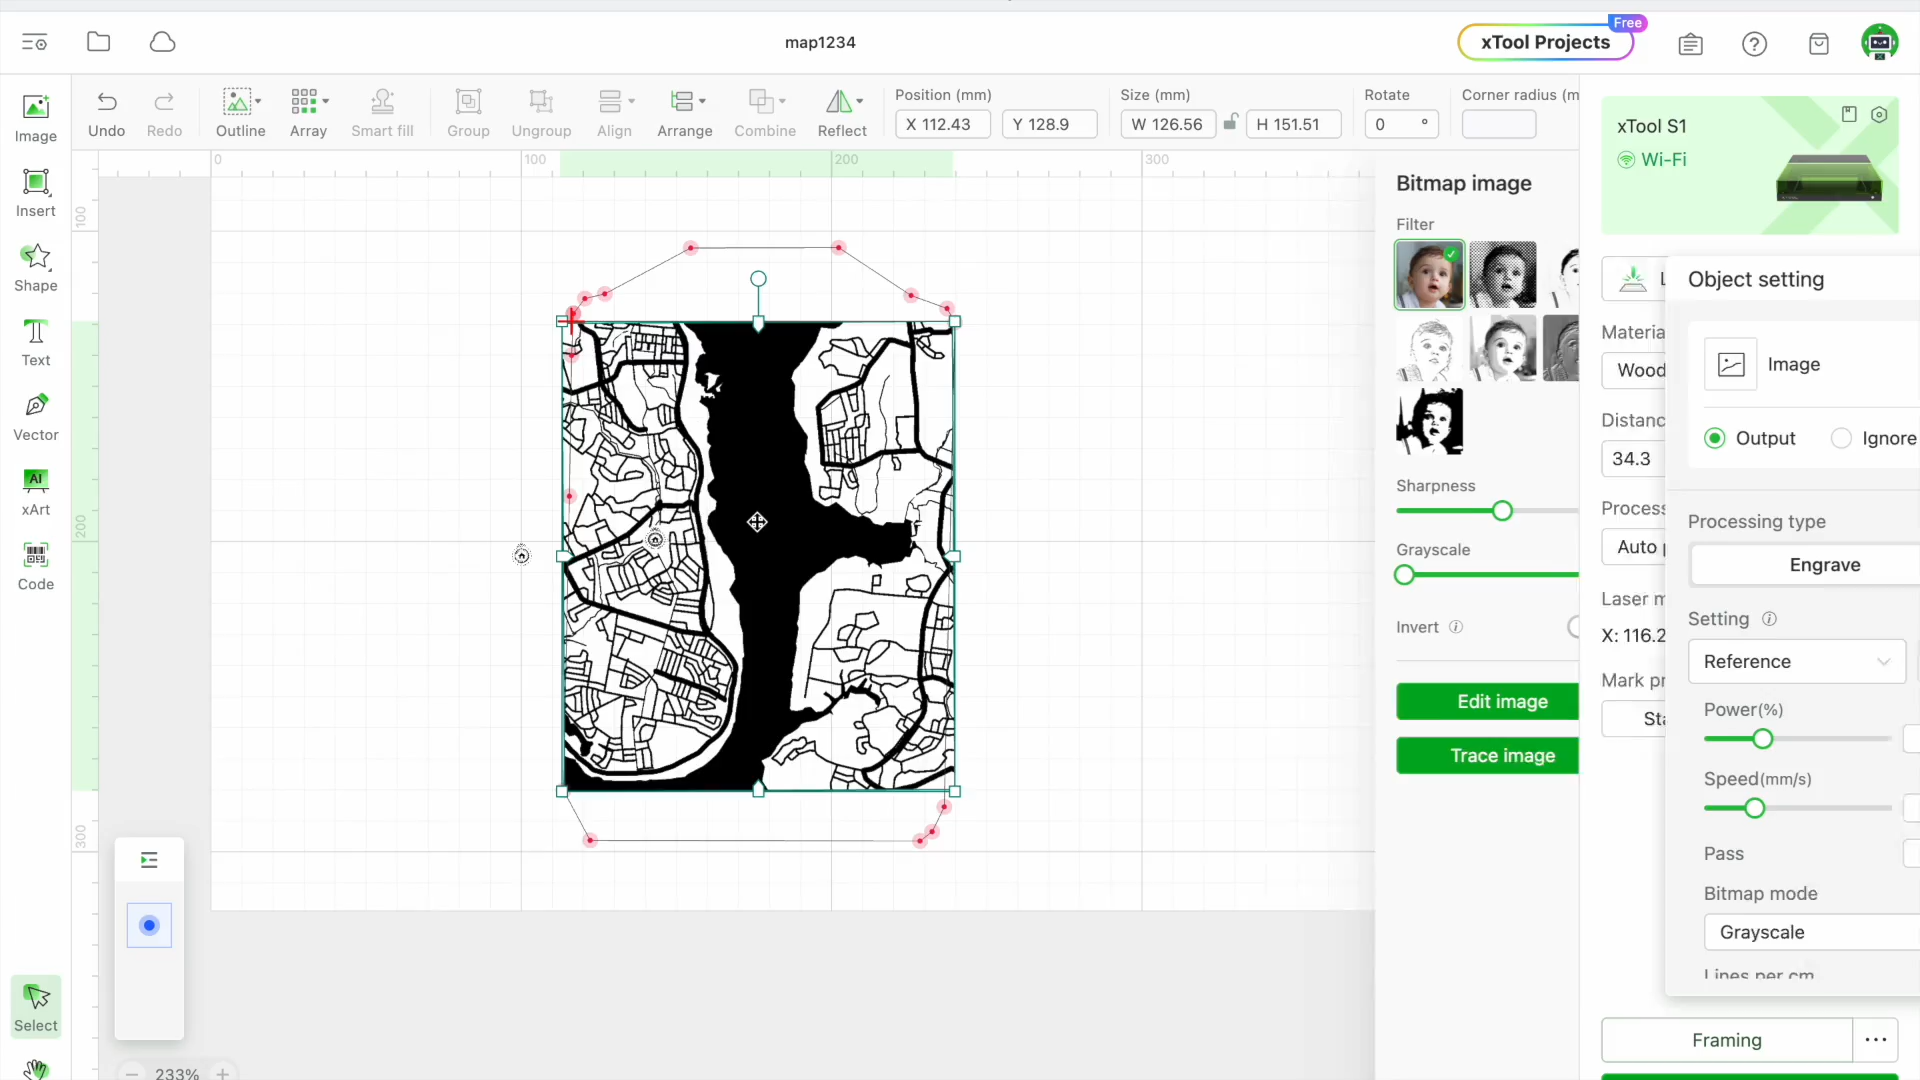 map1234
Free
xTool Projects
Undo
Redo
Outline
Array
Smart fill
Group
Ungroup
Align
Arrange
Combine
Reflect
Position (mm)
X 112.43
Y 128.9
Size (mm)
W 126.56
H 151.51
Rotate
0 °
Corner radius (m
Image
Insert
Shape
Text
Vector
AI
xArt
Code
Select
0
100
200
300
100
200
300
233%
Bitmap image
Filter
Sharpness
Grayscale
Invert
Edit image
Trace image
xTool S1
Wi-Fi
L
Materia
Wood
Distanc
34.3
Process
Auto
Laser m
X: 116.2
Mark pr
Sta
Object setting
Image
Output
Ignore
Processing type
Engrave
Setting
Reference
Power(%)
Speed(mm/s)
Pass
Bitmap mode
Grayscale
Lines per cm
Framing